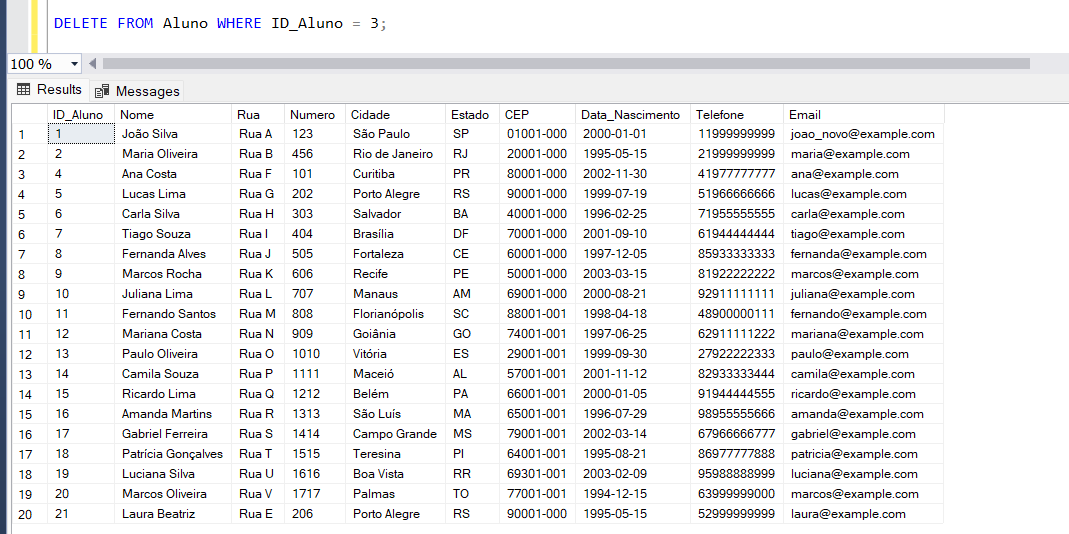 DELETE FROM Aluno WHERE ID_Aluno = 3;
100 %
Results Messages
ID_Aluno Nome Rua Numero Cidade Estado CEP Data_Nascimento Telefone Email
1 1 João Silva Rua A 123 São Paulo SP 01001-000 2000-01-01 11999999999 joao_novo@example.com
2 2 Maria Oliveira Rua B 456 Rio de Janeiro RJ 20001-000 1995-05-15 21999999999 maria@example.com
3 4 Ana Costa Rua F 101 Curitiba PR 80001-000 2002-11-30 41977777777 ana@example.com
4 5 Lucas Lima Rua G 202 Porto Alegre RS 90001-000 1999-07-19 51966666666 lucas@example.com
5 6 Carla Silva Rua H 303 Salvador BA 40001-000 1996-02-25 71955555555 carla@example.com
6 7 Tiago Souza Rua I 404 Brasília DF 70001-000 2001-09-10 61944444444 tiago@example.com
7 8 Fernanda Alves Rua J 505 Fortaleza CE 60001-000 1997-12-05 85933333333 fernanda@example.com
8 9 Marcos Rocha Rua K 606 Recife PE 50001-000 2003-03-15 81922222222 marcos@example.com
9 10 Juliana Lima Rua L 707 Manaus AM 69001-000 2000-08-21 92911111111 juliana@example.com
10 11 Fernando Santos Rua M 808 Florianópolis SC 88001-001 1998-04-18 48900000111 fernando@example.com
11 12 Mariana Costa Rua N 909 Goiânia GO 74001-001 1997-06-25 62911111222 mariana@example.com
12 13 Paulo Oliveira Rua O 1010 Vitória ES 29001-001 1999-09-30 27922222333 paulo@example.com
13 14 Camila Souza Rua P 1111 Maceió AL 57001-001 2001-11-12 82933333444 camila@example.com
14 15 Ricardo Lima Rua Q 1212 Belém PA 66001-001 2000-01-05 91944444555 ricardo@example.com
15 16 Amanda Martins Rua R 1313 São Luís MA 65001-001 1996-07-29 98955555666 amanda@example.com
16 17 Gabriel Ferreira Rua S 1414 Campo Grande MS 79001-001 2002-03-14 67966666777 gabriel@example.com
17 18 Patrícia Gonçalves Rua T 1515 Teresina PI 64001-001 1995-08-21 86977777888 patricia@example.com
18 19 Luciana Silva Rua U 1616 Boa Vista RR 69301-001 2003-02-09 95988888999 luciana@example.com
19 20 Marcos Oliveira Rua V 1717 Palmas TO 77001-001 1994-12-15 63999999000 marcos@example.com
20 21 Laura Beatriz Rua E 206 Porto Alegre RS 90001-000 1995-05-15 52999999999 laura@example.com